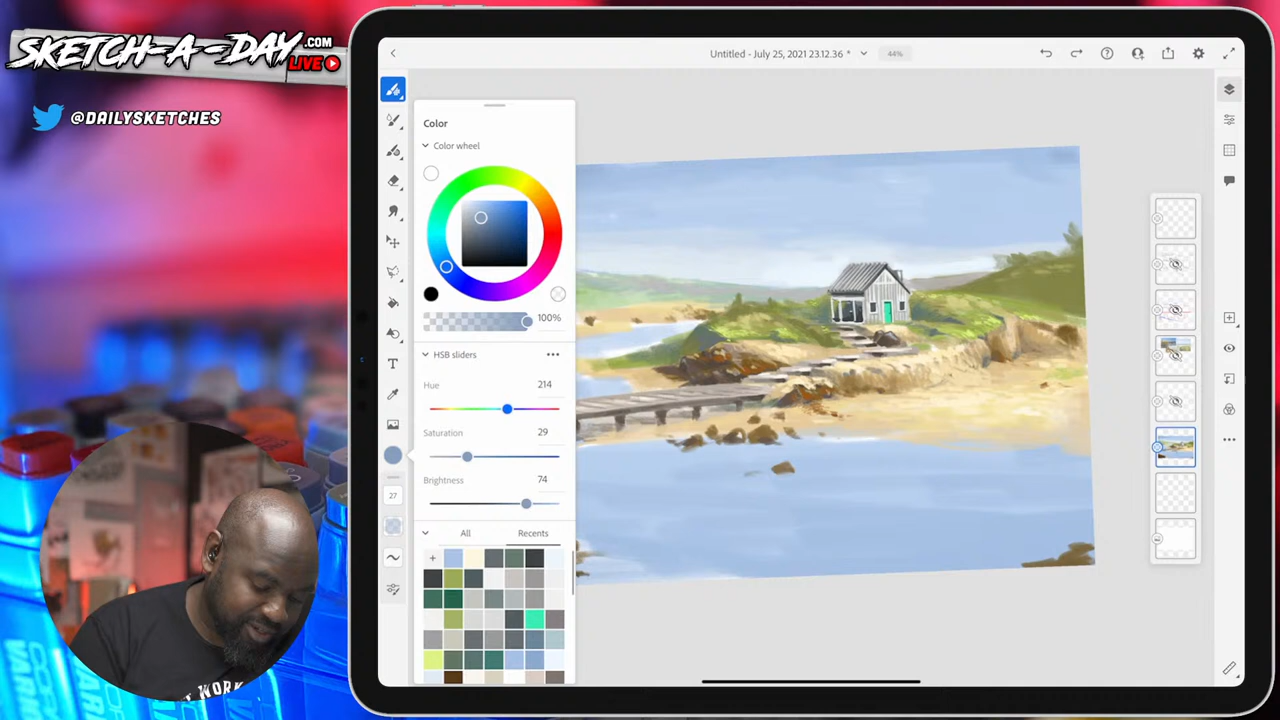 SKETCH-A-DAY.COM
LIVE
@DAILYSKETCHES
Untitled - July 25, 2021 23.12.36 *
44%
Color
Color wheel
100%
HSB sliders
Hue
214
Saturation
29
Brightness
74
All
Recents
27
T